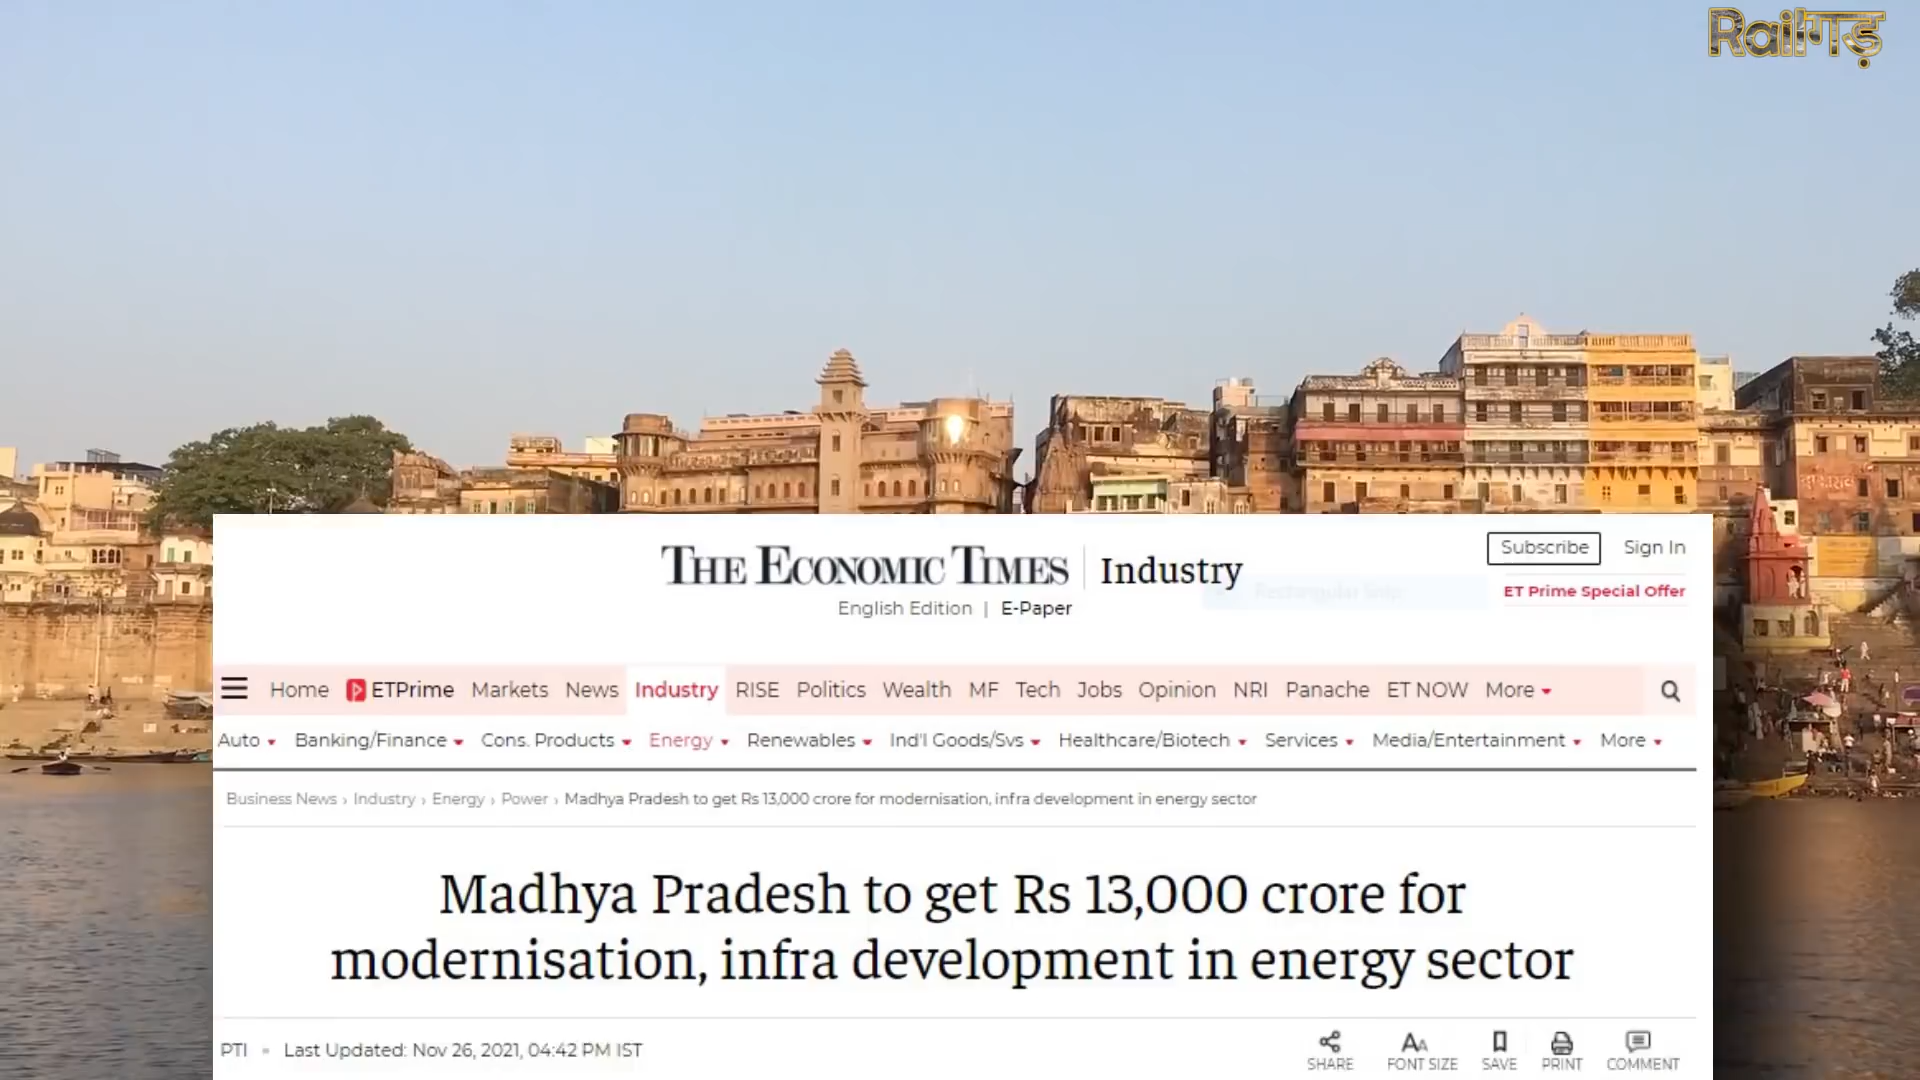 Railगड़
THE ECONOMIC TIMES | Industry
Subscribe Sign In
ET Prime Special Offer
English Edition | E-Paper
Home ETPrime Markets News Industry RISE Politics Wealth MF Tech Jobs Opinion NRI Panache ET NOW More
Auto Banking/Finance Cons. Products Energy Renewables Ind'l Goods/Svs Healthcare/Biotech Services Media/Entertainment More
Business News › Industry › Energy › Power › Madhya Pradesh to get Rs 13,000 crore for modernisation, infra development in energy sector
Madhya Pradesh to get Rs 13,000 crore for
modernisation, infra development in energy sector
PTI • Last Updated: Nov 26, 2021, 04:42 PM IST
SHARE FONT SIZE SAVE PRINT COMMENT